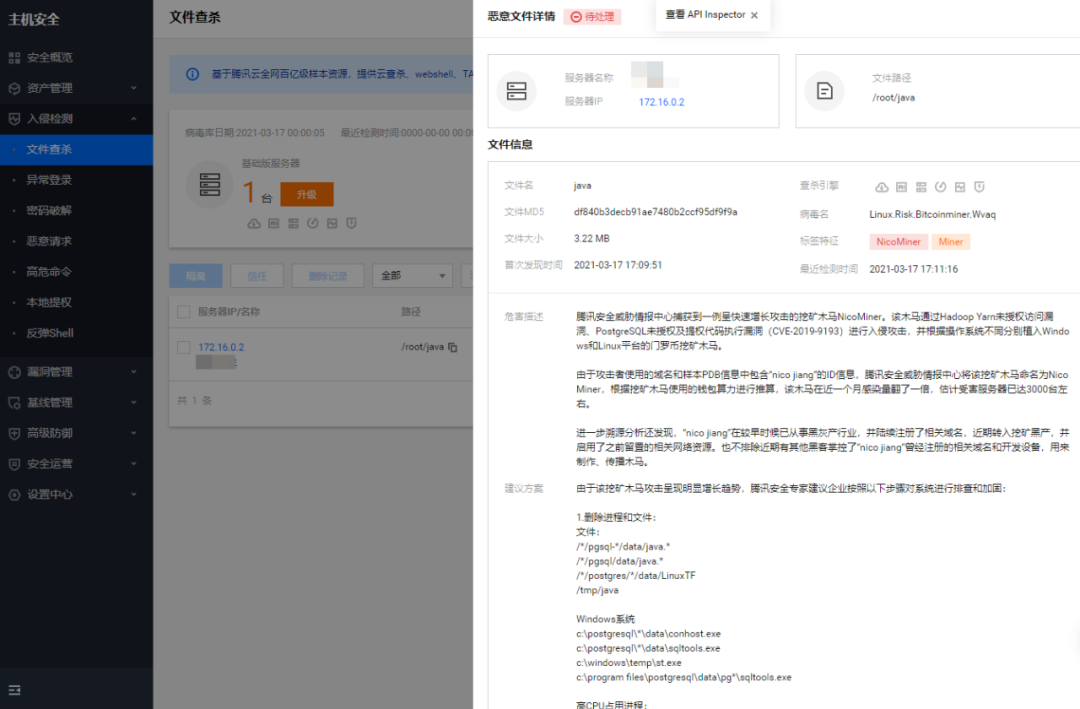 主机安全
安全概览
资产管理
入侵检测
文件查杀
异常登录
密码破解
恶意请求
高危命令
本地提权
反弹Shell
漏洞管理
基线管理
高级防御
安全运营
设置中心
文件查杀
基于腾讯云全网百亿级样本资源,提供云查杀、webshell、TA
病毒库日期:2021-03-17 00:00:05 最近检测时间:0000-00-00 00:00
基础版服务器
1 台 升级
隔离 信任 删除记录 全部
服务器IP/名称 路径
172.16.0.2 /root/java
共 1 条
恶意文件详情 待处理 查看 API Inspector ×
服务器名称
服务器IP 172.16.0.2
文件路径
/root/java
文件信息
文件名 java
文件MD5 df840b3decb91ae7480b2ccf95df9f9a
文件大小 3.22 MB
首次发现时间 2021-03-17 17:09:51
查杀引擎
病毒名 Linux.Risk.Bitcoinminer.Wvaq
标签特征 NicoMiner Miner
最近检测时间 2021-03-17 17:11:16
危害描述
腾讯安全威胁情报中心捕获到一例呈快速增长攻击的挖矿木马NicoMiner。该木马通过Hadoop Yarn未授权访问漏
洞、PostgreSQL未授权及提权代码执行漏洞(CVE-2019-9193)进行入侵攻击,并根据操作系统不同分别植入Windo
ws和Linux平台的门罗币挖矿木马。
由于攻击者使用的域名和样本PDB信息中包含"nico jiang"的ID信息,腾讯安全威胁情报中心将该挖矿木马命名为Nico
Miner,根据挖矿木马使用的钱包算力进行推算,该木马在近一个月感染量翻了一倍,估计受害服务器已达3000台左
右。
进一步溯源分析还发现,"nico jiang"在较早时候已从事黑灰产行业,并陆续注册了相关域名,近期转入挖矿黑产,并
启用了之前留置的相关网络资源。也不排除近期有其他黑客掌控了"nico jiang"曾经注册的相关域名和开发设备,用来
制作、传播木马。
建议方案
由于该挖矿木马攻击呈现明显增长趋势,腾讯安全专家建议企业按照以下步骤对系统进行排查和加固:
1.删除进程和文件:
文件:
/*/pgsql-*/data/java.*
/*/pgsql/data/java.*
/*/postgres/*/data/LinuxTF
/tmp/java
Windows系统
c:\postgresql\*\data\conhost.exe
c:\postgresql\*\data\sqltools.exe
c:\windows\temp\st.exe
c:\program files\postgresql\data\pg*\sqltools.exe
高CPU占用进程: